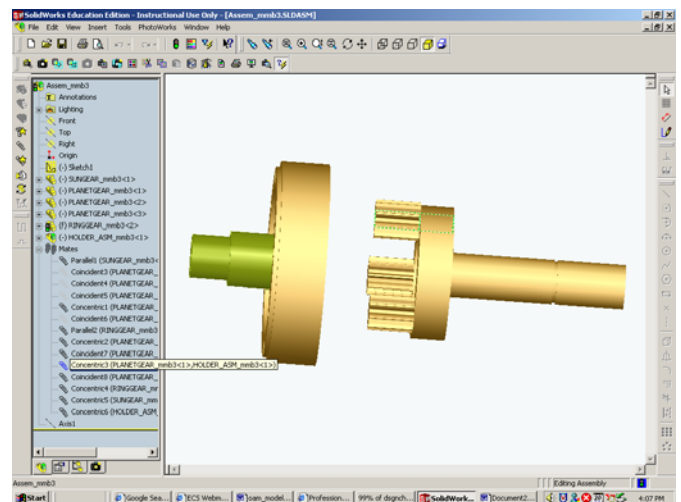 SolidWorks Education Edition - Instructional Use Only - [Assem_mmb3.SLDASM]
File Edit View Insert Tools PhotoWorks Window Help
Assem_mmb3
Annotations
Lighting
Front
Top
Right
Origin
(-) Sketch1
(-) SUNGEAR_mmb3<1>
(-) PLANETGEAR_mmb3<1>
(-) PLANETGEAR_mmb3<2>
(-) PLANETGEAR_mmb3<3>
(f) RINGGEAR_mmb3<2>
(-) HOLDER_ASM_mmb3<1>
Mates
Parallel1 (SUNGEAR_mmb3<
Coincident3 (PLANETGEAR_
Coincident4 (PLANETGEAR_
Coincident5 (PLANETGEAR_
Concentric1 (PLANETGEAR_
Coincident6 (PLANETGEAR_
Parallel2 (RINGGEAR_mmb3
Concentric2 (PLANETGEAR_
Coincident7 (PLANETGEAR_
Concentric3 (PLANETGEAR_mmb3<1>,HOLDER_ASM_mmb3<1>)
Coincident8 (PLANETGEAR_
Concentric4 (RINGGEAR_mr
Concentric5 (SUNGEAR_mm
Concentric6 (HOLDER_ASM_
Axis1
Assem_mmb3
Editing Assembly
Start
Google Sea...
ECS Webm...
oam_model...
Profession...
99% of dsgnch...
SolidWork...
Document2...
4:07 PM